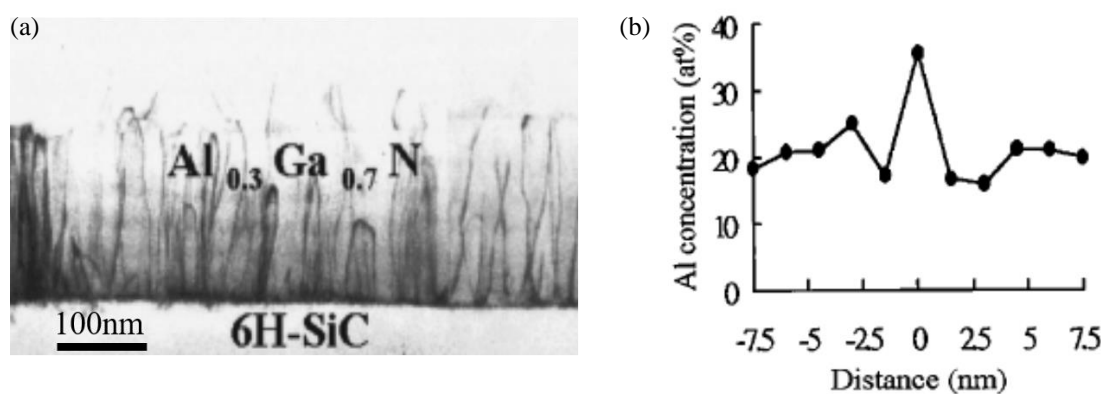 (a)
Al 0.3 Ga 0.7 N
100nm
6H-SiC
(b)
Al concentration (at%)
40
30
20
10
0
-7.5 -5 -2.5 0 2.5 5 7.5
Distance (nm)